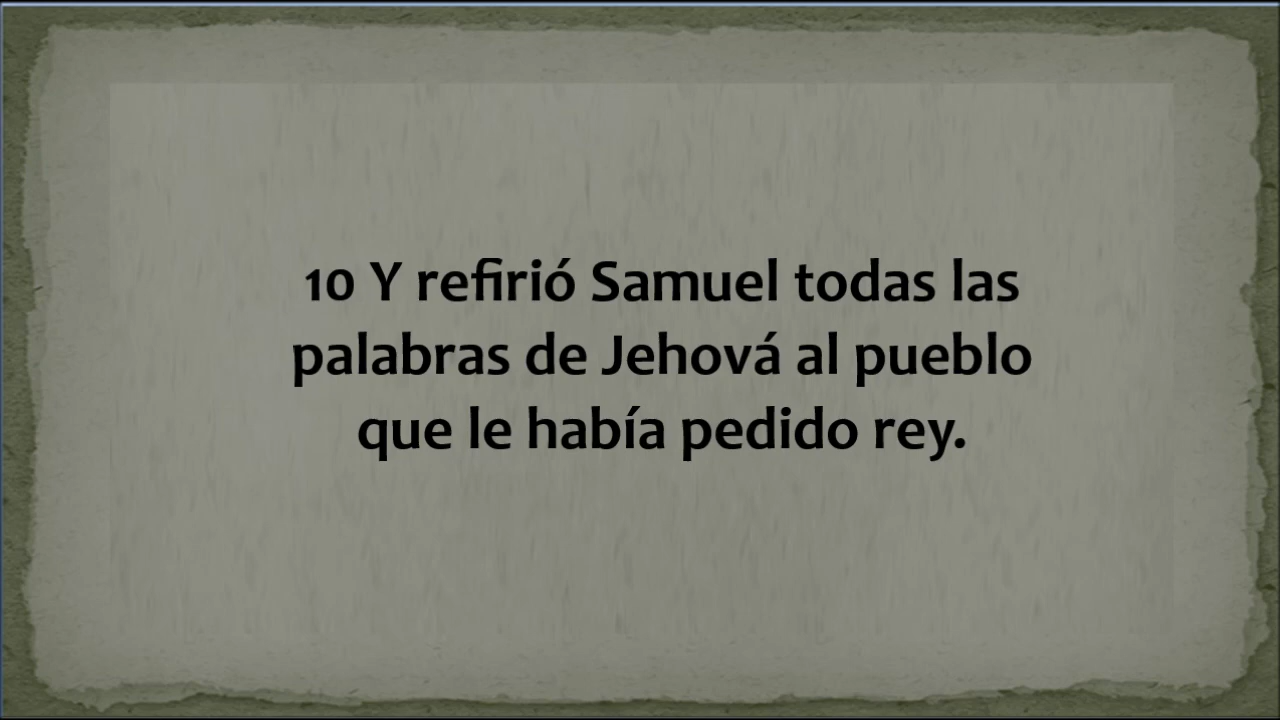 10 Y refirió Samuel todas las
palabras de Jehová al pueblo
que le había pedido rey.